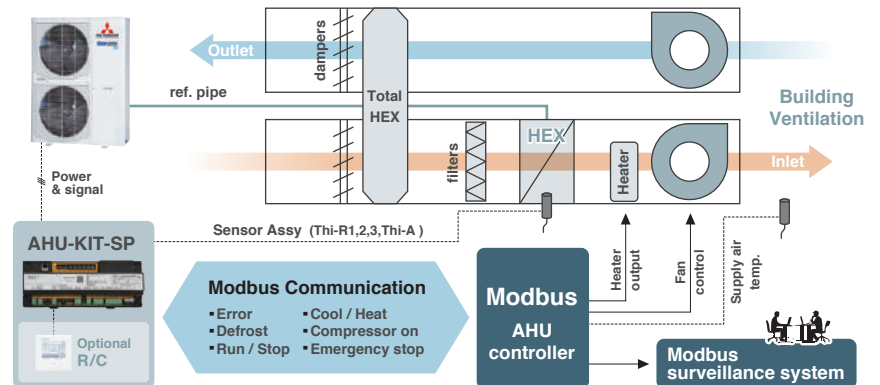 Outlet
dampers
ref. pipe
Total
HEX
Building
Ventilation
filters
HEX
Heater
Inlet
Power
& signal
Sensor Assy (Thi-R1,2,3,Thi-A )
Heater
output
Fan
control
Supply air
temp.
AHU-KIT-SP
Optional
R/C
Modbus Communication
▪Error ▪Cool / Heat
▪Defrost ▪Compressor on
▪Run / Stop ▪Emergency stop
Modbus
AHU
controller
Modbus
surveillance system